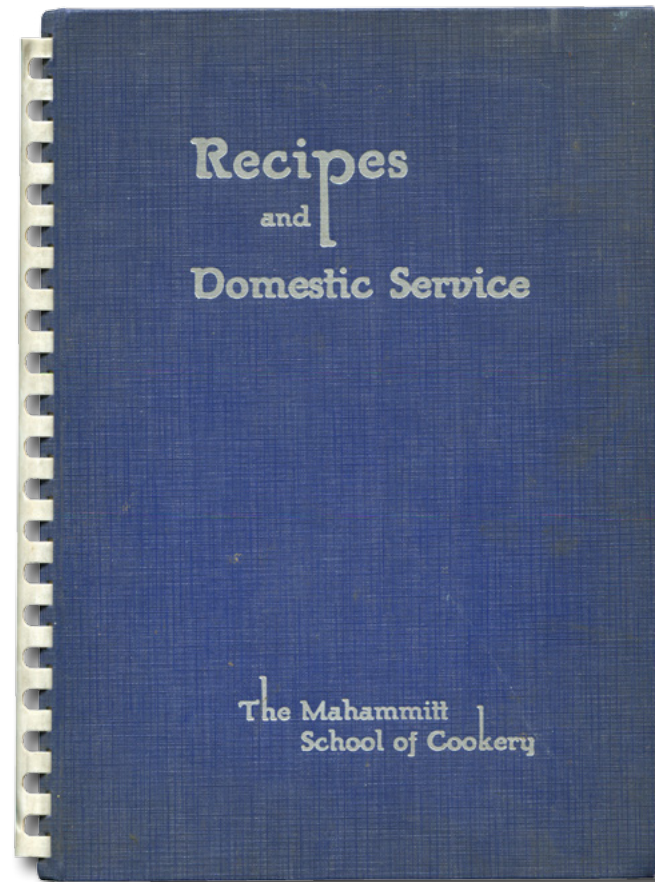 Recipes
and
Domestic Service
The Mahammitt
School of Cookery